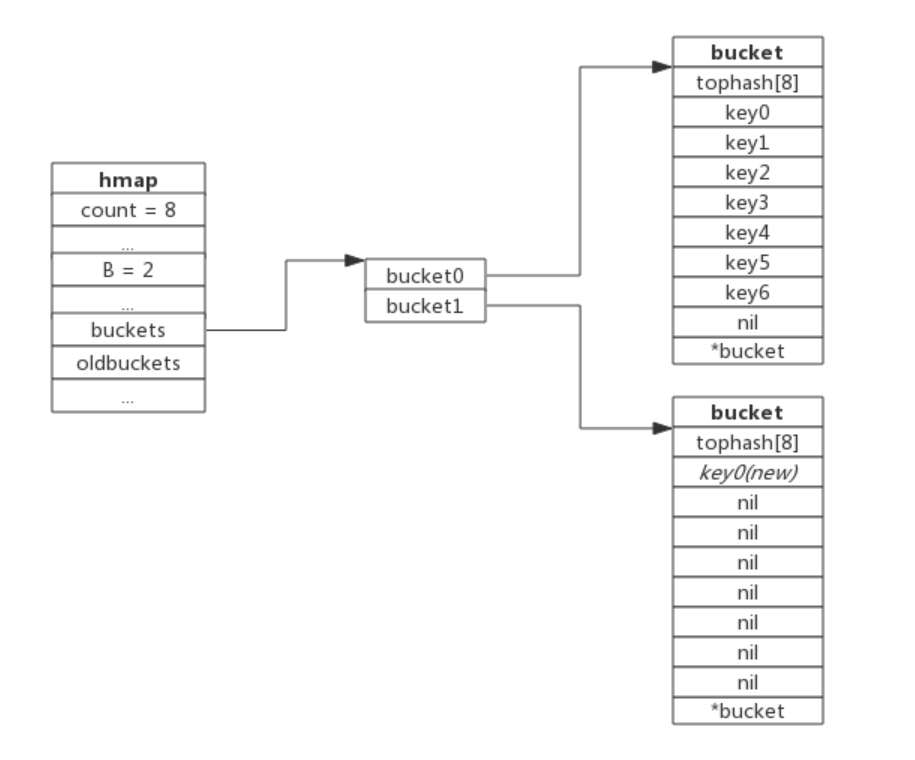 hmap
count = 8
...
B = 2
...
buckets
oldbuckets
...
bucket0
bucket1
bucket
tophash[8]
key0
key1
key2
key3
key4
key5
key6
nil
*bucket
bucket
tophash[8]
key0(new)
nil
nil
nil
nil
nil
nil
nil
*bucket